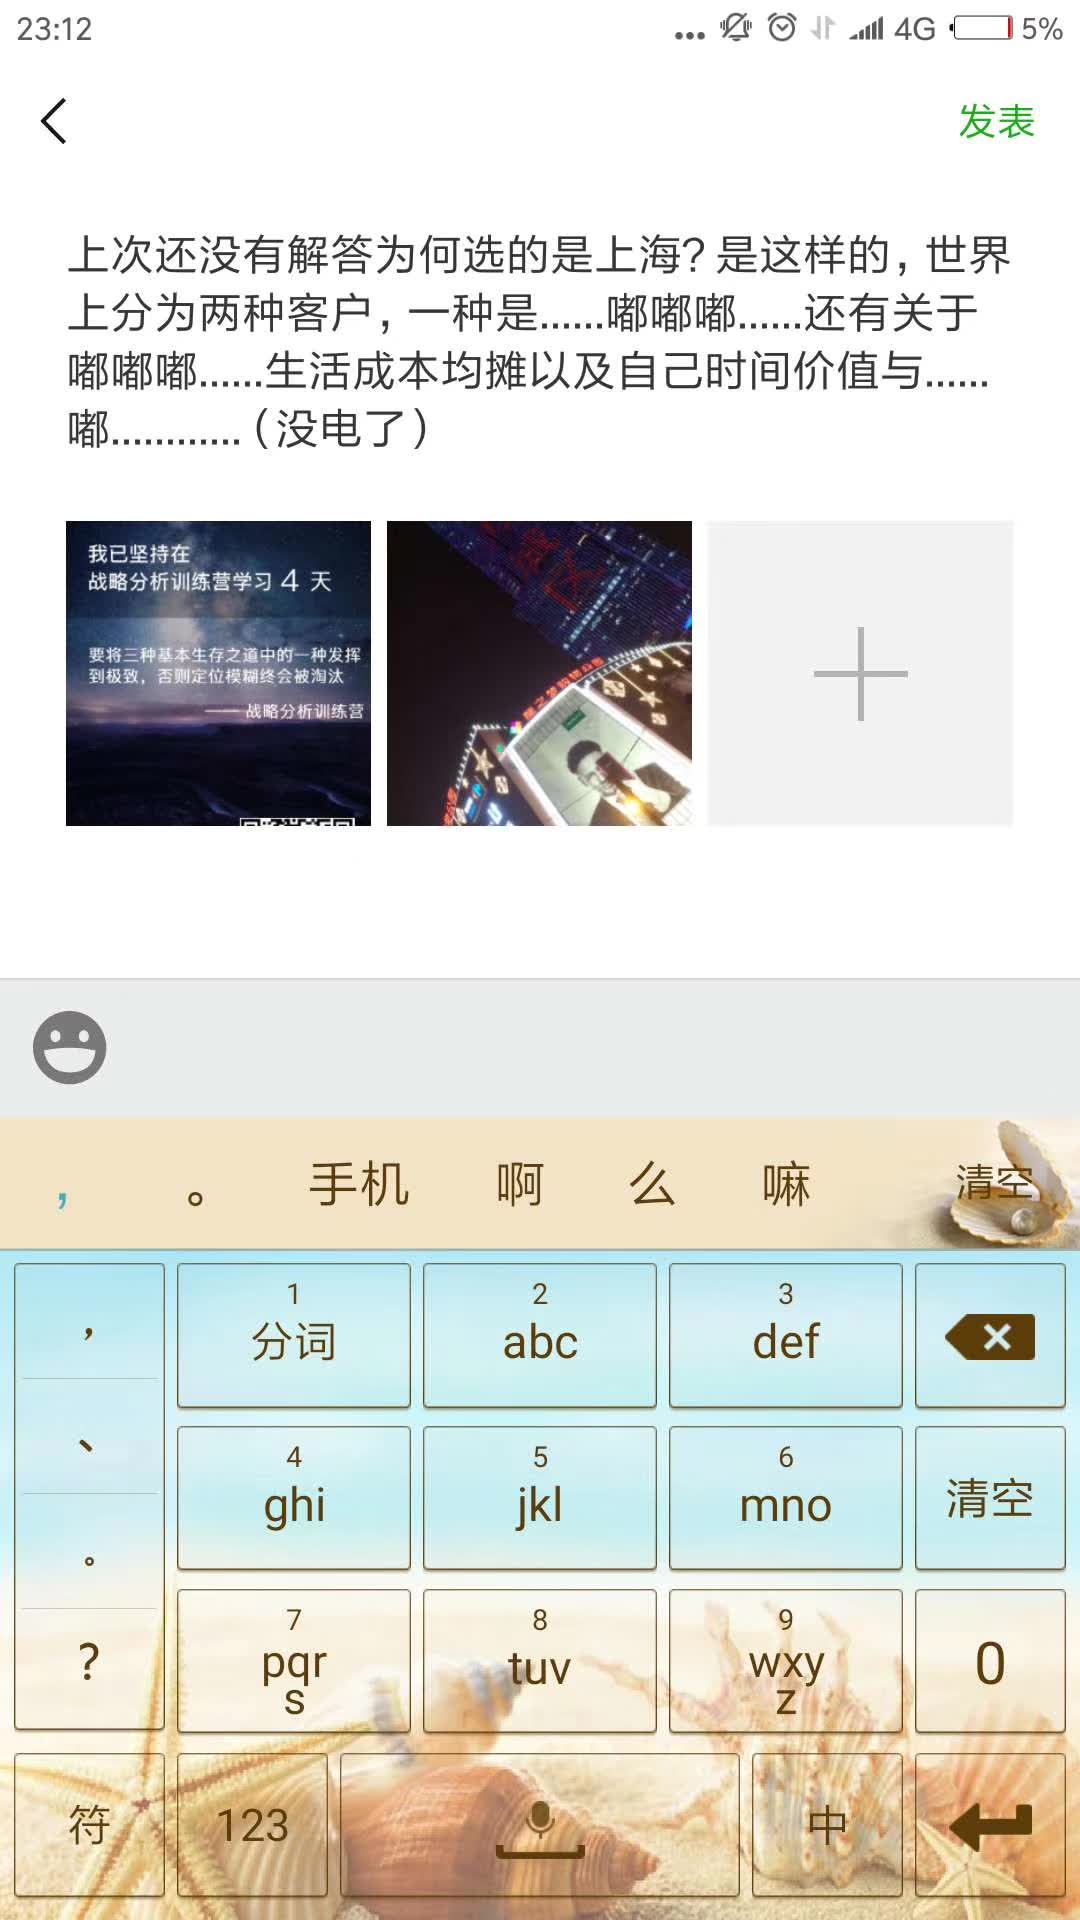 23:12
4G
5%
发表
上次还没有解答为何选的是上海?是这样的,世界
上分为两种客户,一种是......嘟嘟嘟......还有关于
嘟嘟嘟......生活成本均摊以及自己时间价值与......
嘟............(没电了)
我已坚持在
战略分析训练营学习 4 天
要将三种基本生存之道中的一种发挥
到极致,否则定位模糊终会被淘汰
——战略分析训练营
, 。 手机 啊 么 嘛 清空
,
、
。
?
1
分词
2
abc
3
def
4
ghi
5
jkl
6
mno
清空
7
pqr
s
8
tuv
9
wxy
z
0
符
123
中